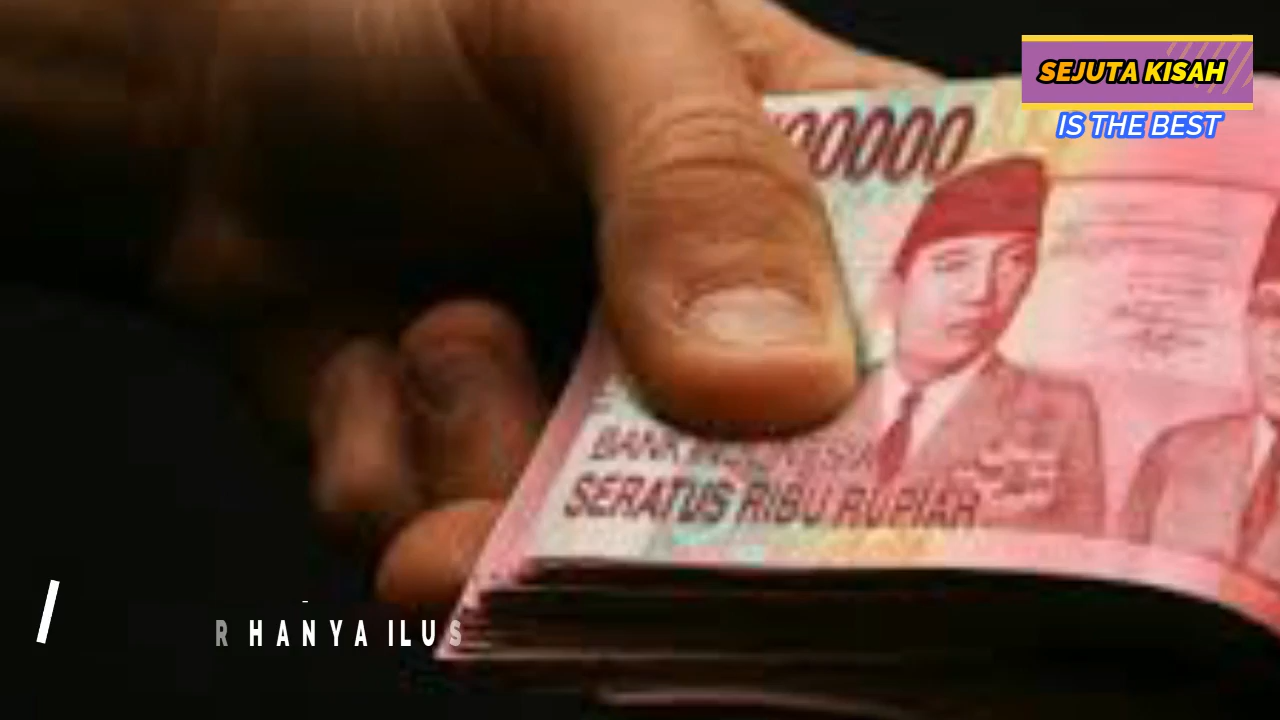 SEJUTA KISAH
IS THE BEST
00000
BANK INDONESIA
SERATUS RIBU RUPIAH
R HANYA ILUS